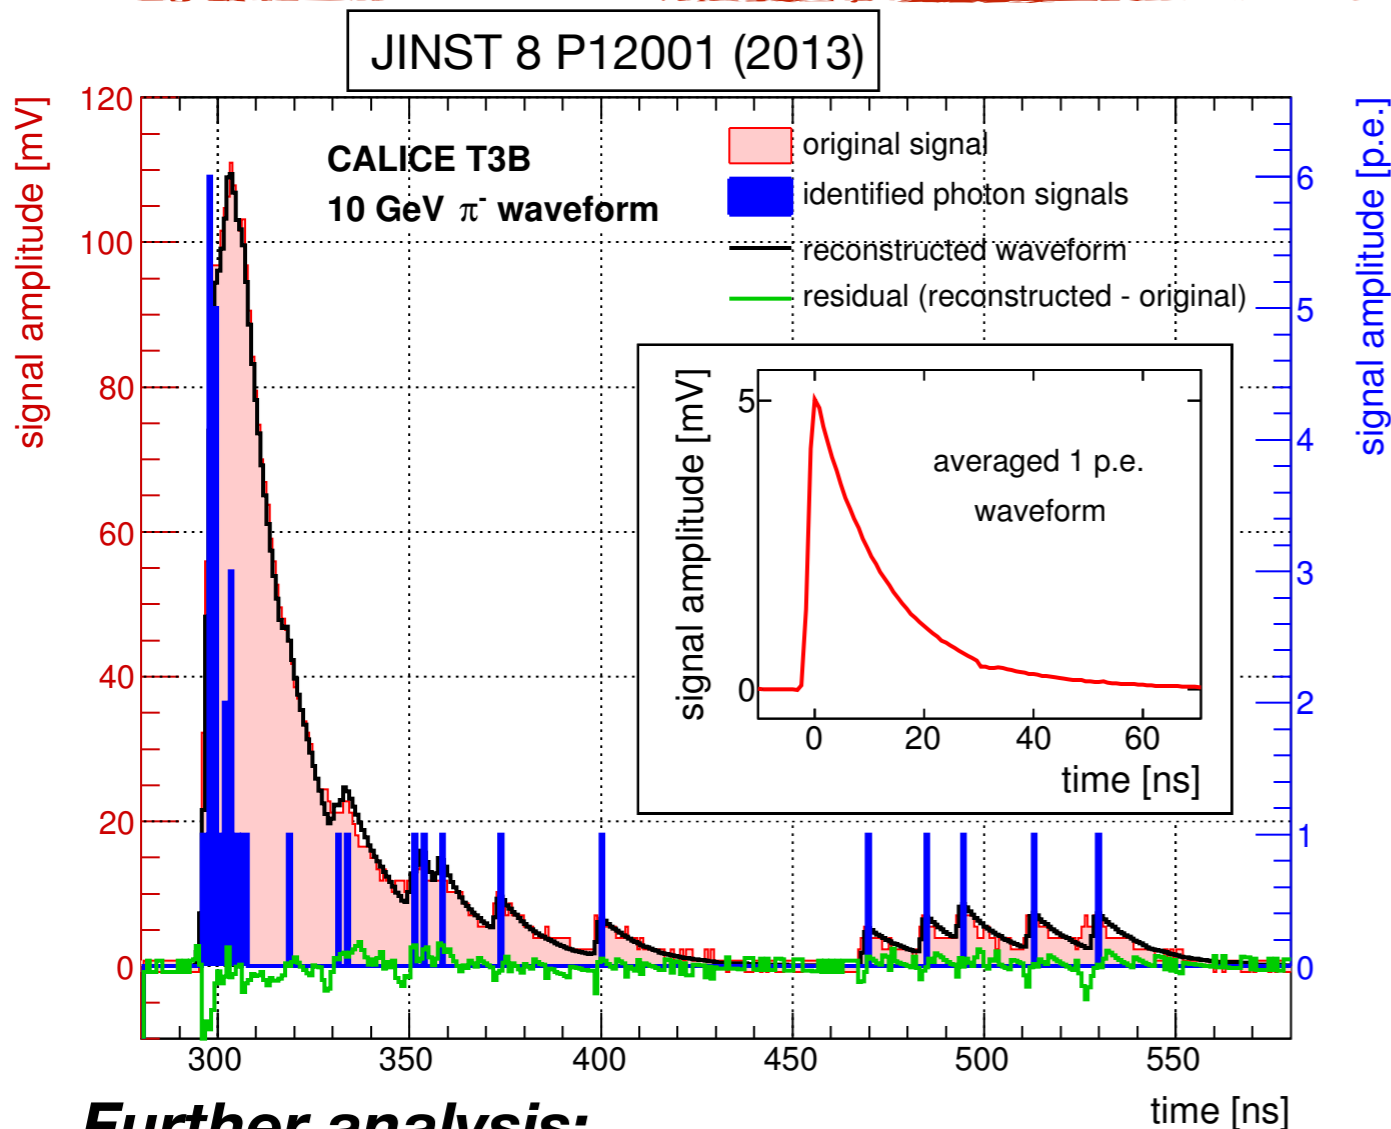 JINST 8 P12001 (2013)
signal amplitude [mV]
120
100
80
60
40
20
0
CALICE T3B
10 GeV π- waveform
original signal
identified photon signals
reconstructed waveform
residual (reconstructed - original)
signal amplitude [p.e.]
6
5
4
3
2
1
0
signal amplitude [mV]
5
0
averaged 1 p.e.
waveform
0 20 40 60
time [ns]
300 350 400 450 500 550
time [ns]
Further analysis: